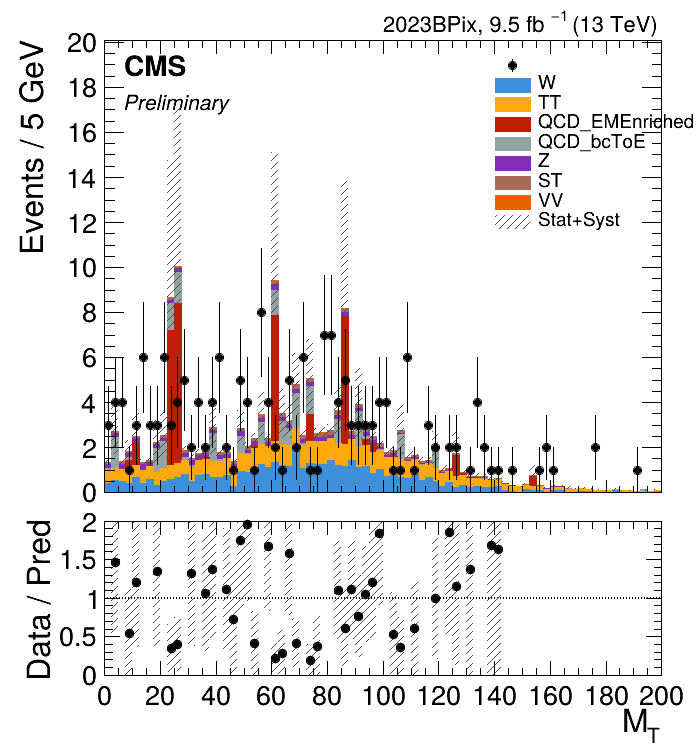 2023BPix, 9.5 fb⁻¹ (13 TeV)
CMS
Preliminary
W
TT
QCD_EMEnriched
QCD_bcToE
Z
ST
VV
Stat+Syst
Events / 5 GeV
20
18
16
14
12
10
8
6
4
2
0
Data / Pred
2
1.5
1
0.5
0
0 20 40 60 80 100 120 140 160 180 200
M_T